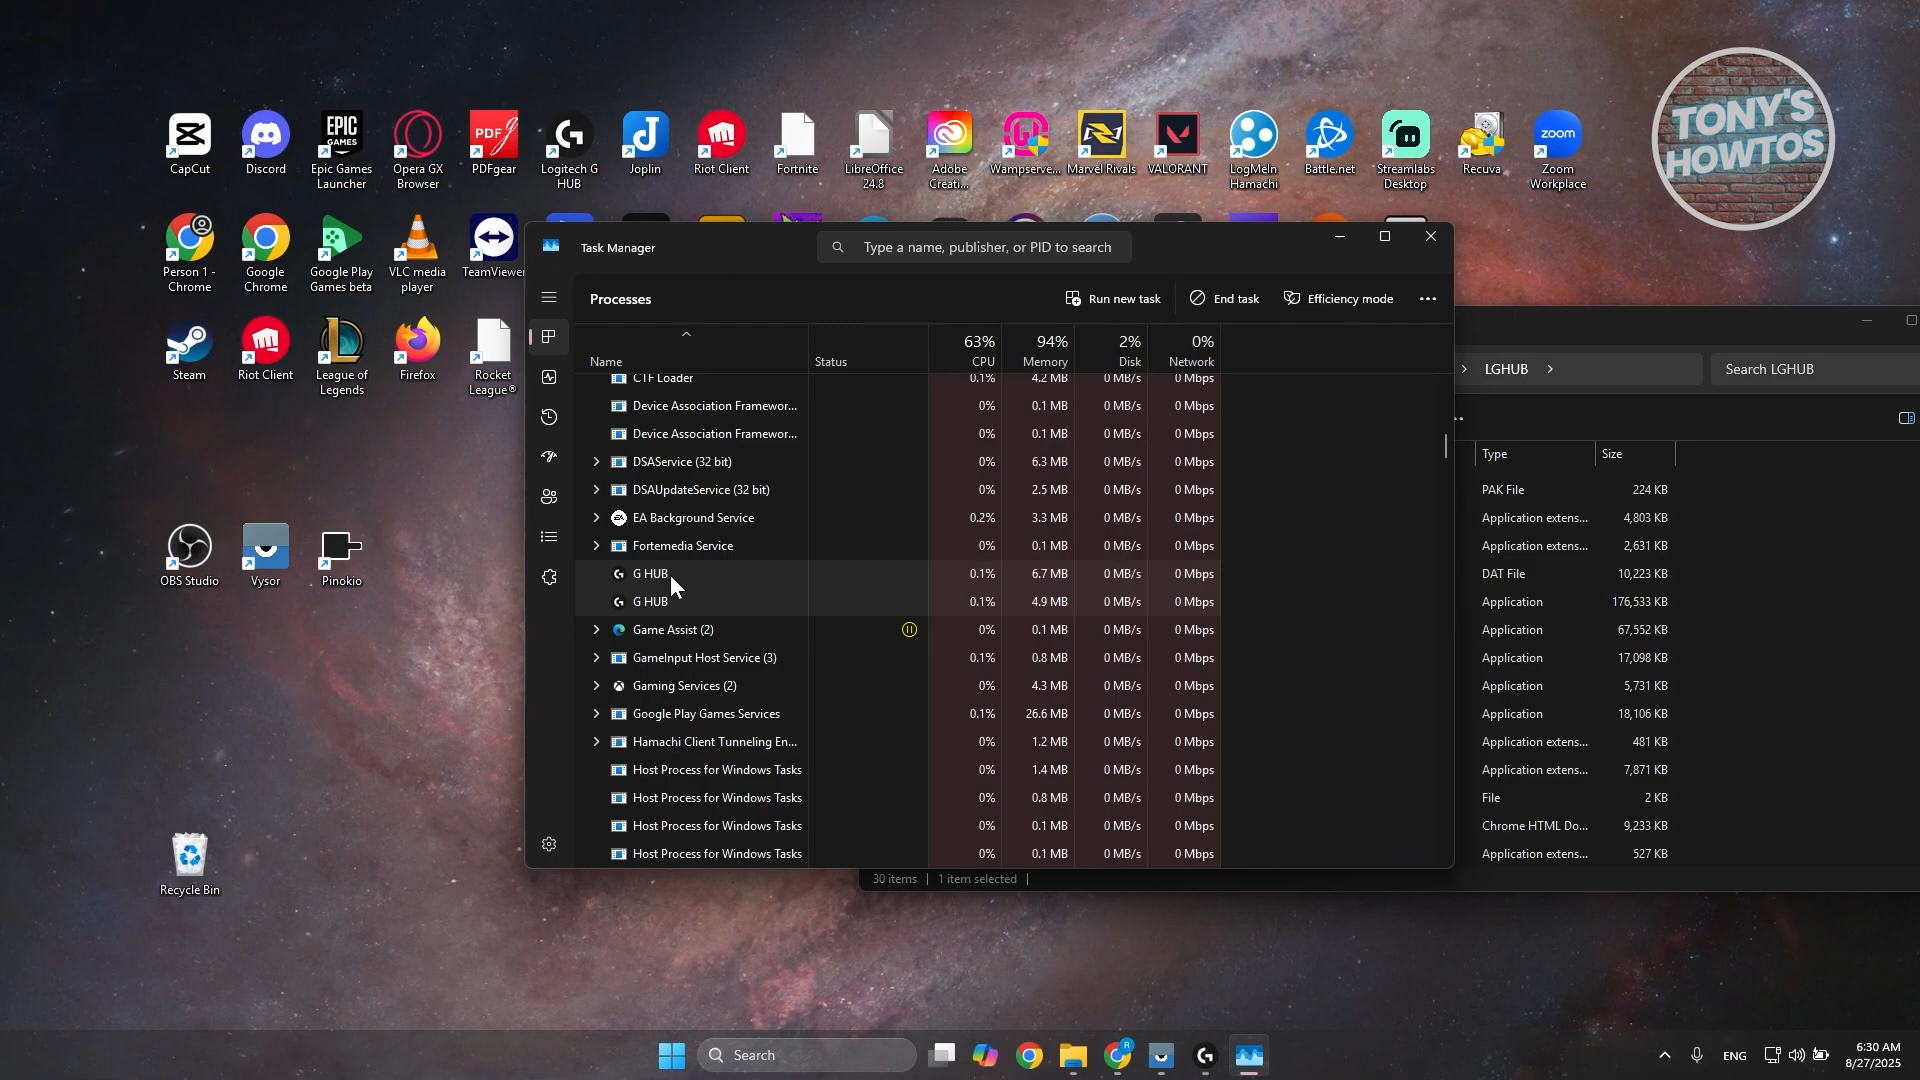 TONY'S
HOWTOS
EPIC
GAMES
PDF
zoom
CapCut
Discord
Epic Games
Launcher
Opera GX
Browser
PDFgear
Logitech G
HUB
Joplin
Riot Client
Fortnite
LibreOffice
24.8
Adobe
Creati...
Wampserve...
Marvel Rivals
VALORANT
LogMeIn
Hamachi
Battle.net
Streamlabs
Desktop
Recuva
Zoom
Workplace
Person 1 -
Chrome
Google
Chrome
Google Play
Games beta
VLC media
player
TeamViewer
Steam
Riot Client
League of
Legends
Firefox
Rocket
League®
OBS Studio
Vysor
Pinokio
Recycle Bin
Task Manager
Type a name, publisher, or PID to search
Processes
Run new task
End task
Efficiency mode
63% 94% 2% 0%
Name Status CPU Memory Disk Network
CTF Loader 0.1% 4.2 MB 0 MB/s 0 Mbps
Device Association Framewor... 0% 0.1 MB 0 MB/s 0 Mbps
Device Association Framewor... 0% 0.1 MB 0 MB/s 0 Mbps
DSAService (32 bit) 0% 6.3 MB 0 MB/s 0 Mbps
DSAUpdateService (32 bit) 0% 2.5 MB 0 MB/s 0 Mbps
EA Background Service 0.2% 3.3 MB 0 MB/s 0 Mbps
Fortemedia Service 0% 0.1 MB 0 MB/s 0 Mbps
G HUB 0.1% 6.7 MB 0 MB/s 0 Mbps
G HUB 0.1% 4.9 MB 0 MB/s 0 Mbps
Game Assist (2) 0% 0.1 MB 0 MB/s 0 Mbps
GameInput Host Service (3) 0.1% 0.8 MB 0 MB/s 0 Mbps
Gaming Services (2) 0% 4.3 MB 0 MB/s 0 Mbps
Google Play Games Services 0.1% 26.6 MB 0 MB/s 0 Mbps
Hamachi Client Tunneling En... 0% 1.2 MB 0 MB/s 0 Mbps
Host Process for Windows Tasks 0% 1.4 MB 0 MB/s 0 Mbps
Host Process for Windows Tasks 0% 0.8 MB 0 MB/s 0 Mbps
Host Process for Windows Tasks 0% 0.1 MB 0 MB/s 0 Mbps
Host Process for Windows Tasks 0% 0.1 MB 0 MB/s 0 Mbps
LGHUB
Search LGHUB
Type Size
PAK File 224 KB
Application extens... 4,803 KB
Application extens... 2,631 KB
DAT File 10,223 KB
Application 176,533 KB
Application 67,552 KB
Application 17,098 KB
Application 5,731 KB
Application 18,106 KB
Application extens... 481 KB
Application extens... 7,871 KB
File 2 KB
Chrome HTML Do... 9,233 KB
Application extens... 527 KB
30 items 1 item selected
Search
R
ENG
6:30 AM
8/27/2025